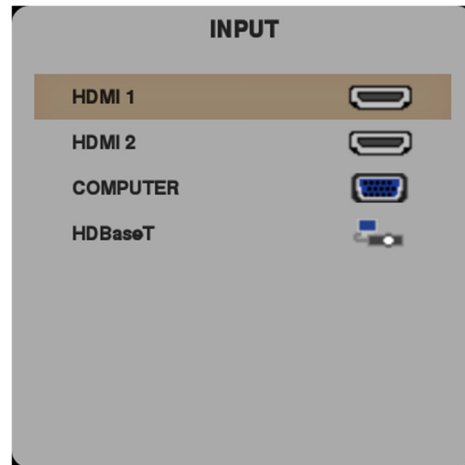 INPUT
HDMI 1
HDMI 2
COMPUTER
HDBaseT